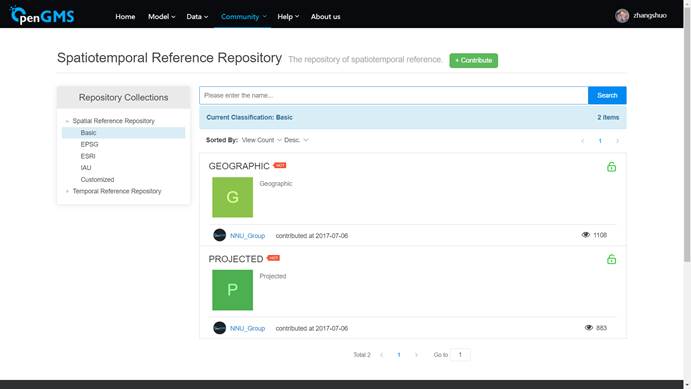 OpenGMS Home Model Data Community Help About us zhangshuo
Spatiotemporal Reference Repository The repository of spatiotemporal reference. + Contribute
Repository Collections
Spatial Reference Repository
Basic
EPSG
ESRI
IAU
Customized
Temporal Reference Repository
Please enter the name... Search
Current Classification: Basic 2 items
Sorted By: View Count Desc. 1
GEOGRAPHIC HOT
G Geographic
NNU_Group contributed at 2017-07-06 1108
PROJECTED HOT
P Projected
NNU_Group contributed at 2017-07-06 883
Total 2 1 Go to 1